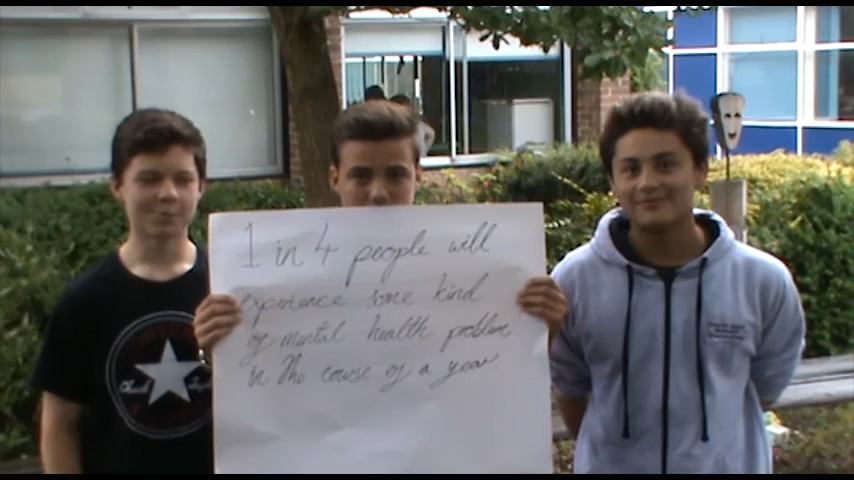 1 in 4 people will
experience some kind
of mental health problem
in the course of a year.